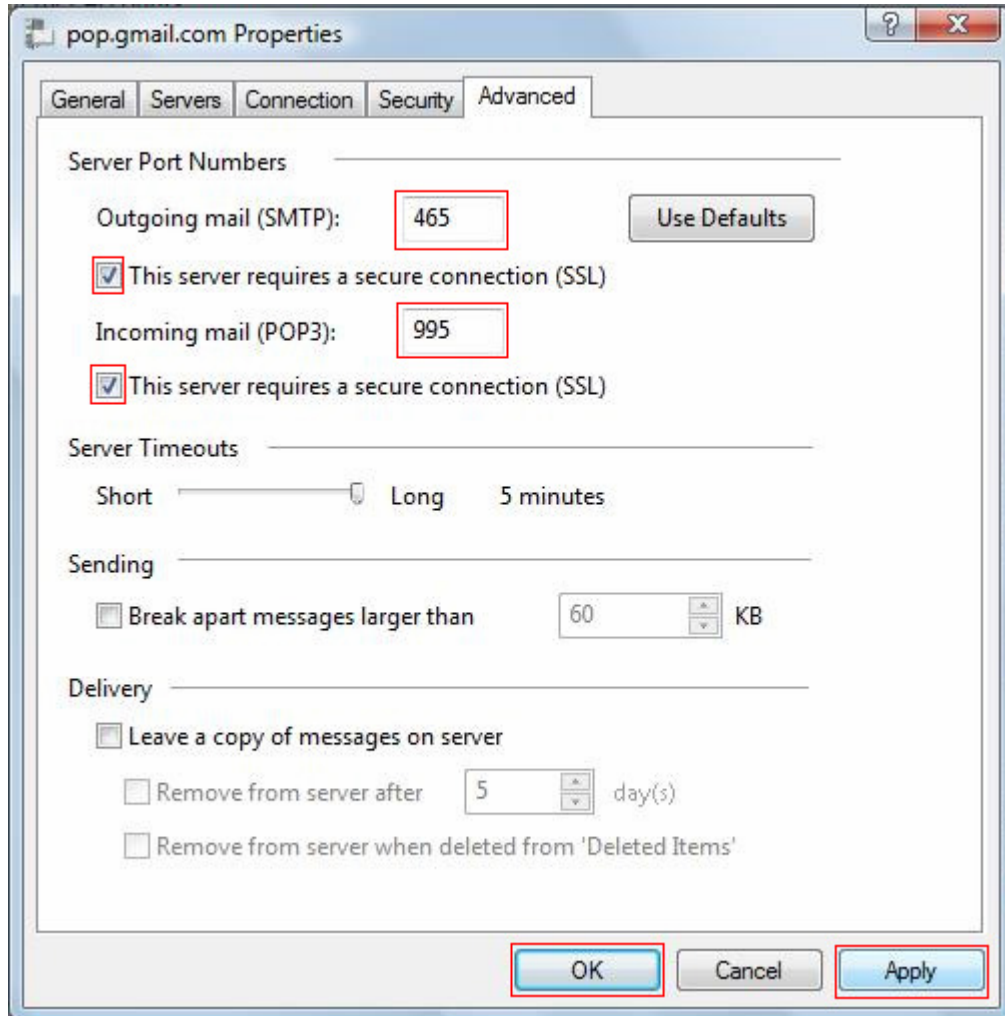 pop.gmail.com Properties
General Servers Connection Security Advanced
Server Port Numbers
Outgoing mail (SMTP): 465 Use Defaults
This server requires a secure connection (SSL)
Incoming mail (POP3): 995
This server requires a secure connection (SSL)
Server Timeouts
Short Long 5 minutes
Sending
Break apart messages larger than 60 KB
Delivery
Leave a copy of messages on server
Remove from server after 5 day(s)
Remove from server when deleted from 'Deleted Items'
OK Cancel Apply